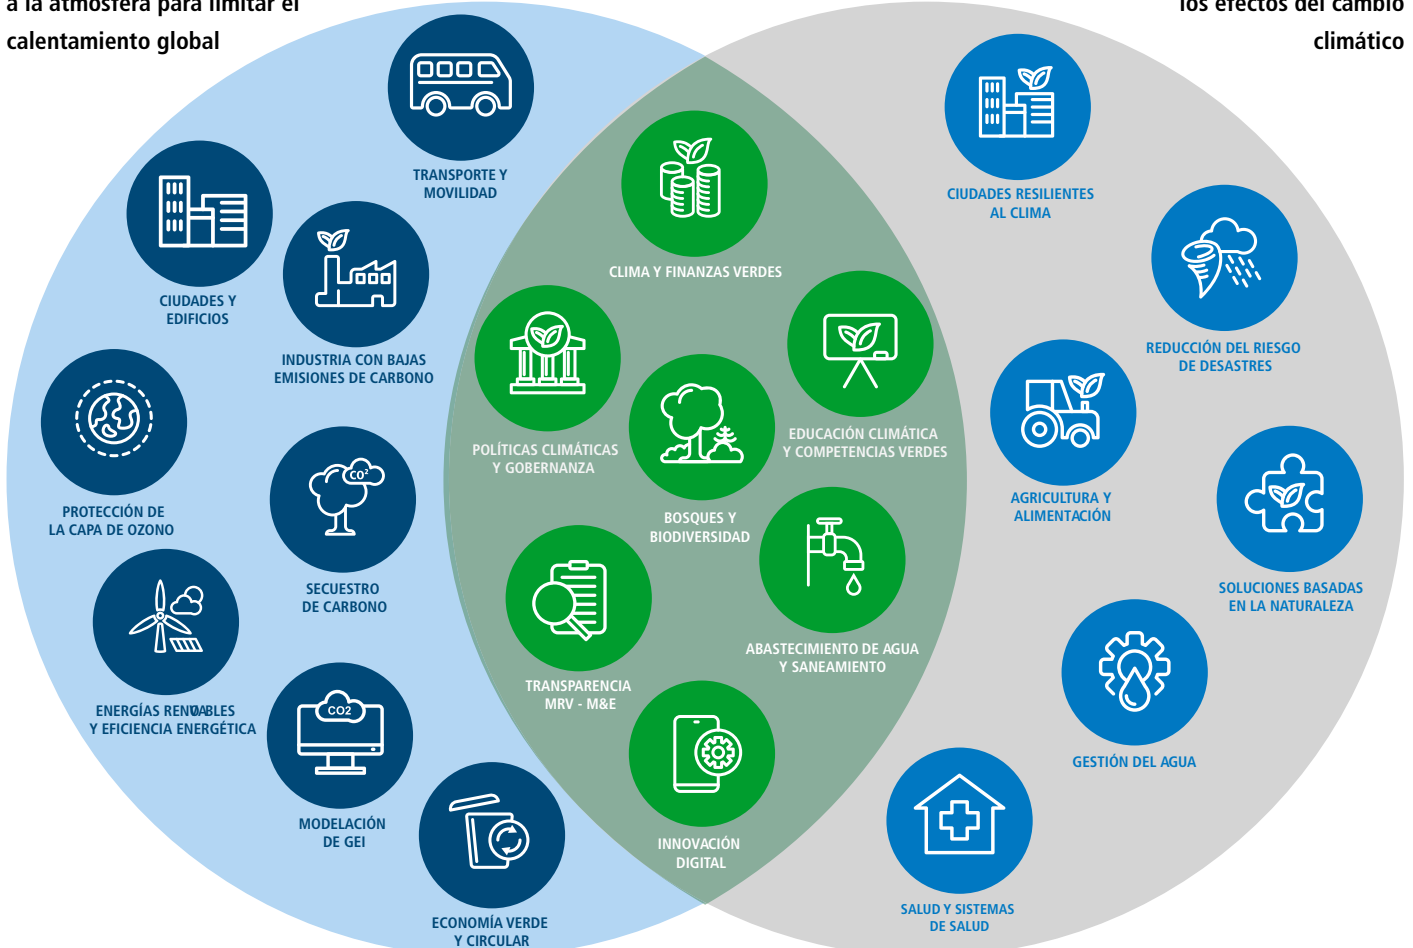 a la atmósfera para limitar el
calentamiento global
los efectos del cambio
climático
TRANSPORTE Y
MOVILIDAD
CIUDADES Y
EDIFICIOS
INDUSTRIA CON BAJAS
EMISIONES DE CARBONO
PROTECCIÓN DE
LA CAPA DE OZONO
CO²
SECUESTRO
DE CARBONO
ENERGÍAS RENOVABLES
Y EFICIENCIA ENERGÉTICA
CO2
MODELACIÓN
DE GEI
ECONOMÍA VERDE
Y CIRCULAR
CLIMA Y FINANZAS VERDES
POLÍTICAS CLIMÁTICAS
Y GOBERNANZA
EDUCACIÓN CLIMÁTICA
Y COMPETENCIAS VERDES
BOSQUES Y
BIODIVERSIDAD
TRANSPARENCIA
MRV - M&E
ABASTECIMIENTO DE AGUA
Y SANEAMIENTO
INNOVACIÓN
DIGITAL
CIUDADES RESILIENTES
AL CLIMA
REDUCCIÓN DEL RIESGO
DE DESASTRES
AGRICULTURA Y
ALIMENTACIÓN
SOLUCIONES BASADAS
EN LA NATURALEZA
GESTIÓN DEL AGUA
SALUD Y SISTEMAS
DE SALUD